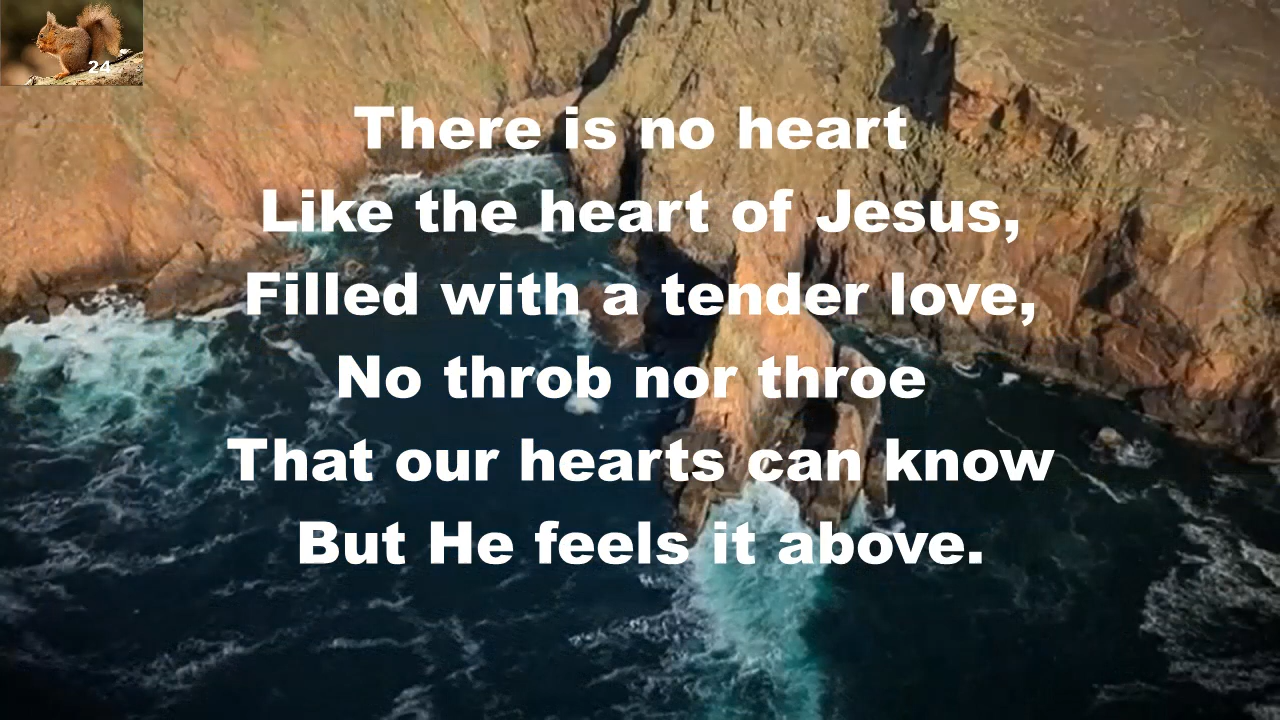 24
There is no heart
Like the heart of Jesus,
Filled with a tender love,
No throb nor throe
That our hearts can know
But He feels it above.